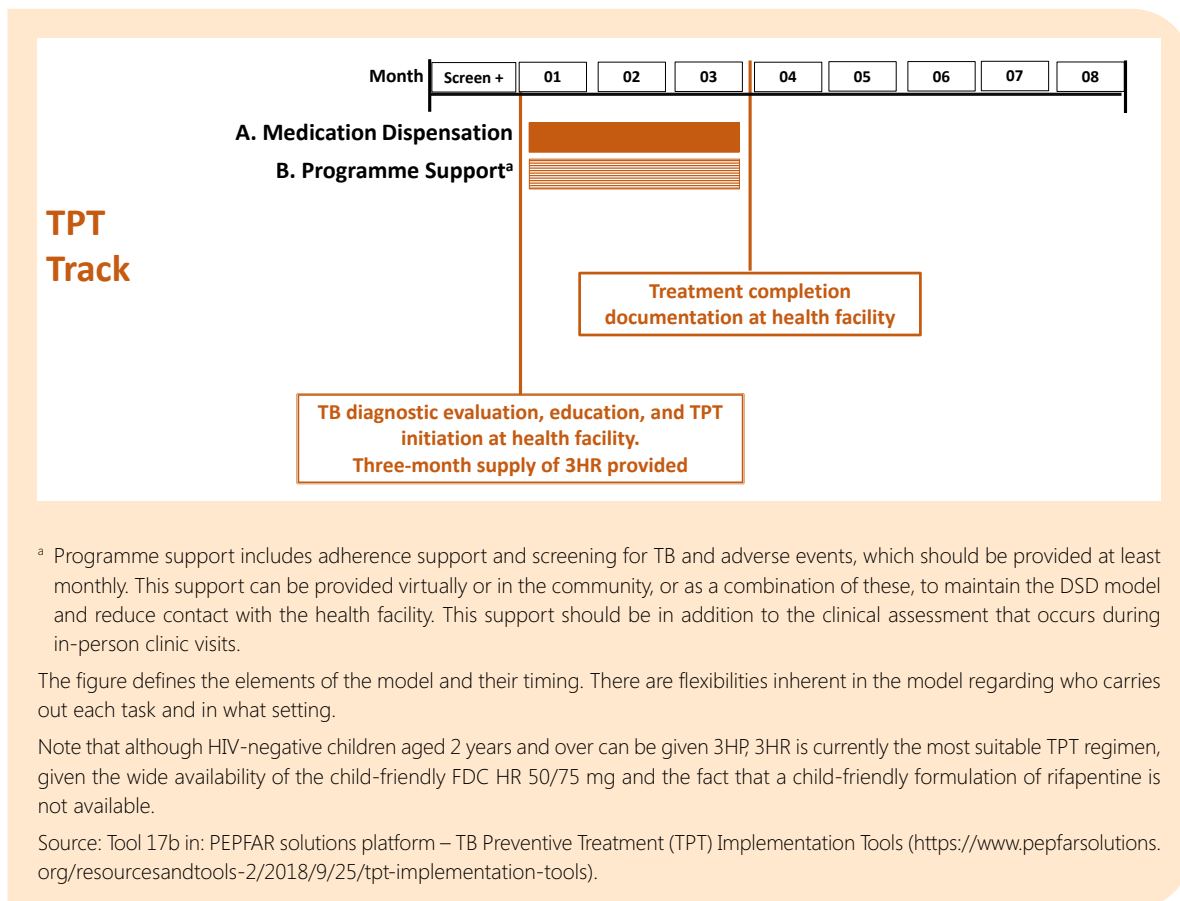 Month Screen + 01 02 03 04 05 06 07 08
A. Medication Dispensation
B. Programme Supportᵃ
TPT
Track
Treatment completion
documentation at health facility
TB diagnostic evaluation, education, and TPT
initiation at health facility.
Three-month supply of 3HR provided
ᵃ Programme support includes adherence support and screening for TB and adverse events, which should be provided at least
monthly. This support can be provided virtually or in the community, or as a combination of these, to maintain the DSD model
and reduce contact with the health facility. This support should be in addition to the clinical assessment that occurs during
in-person clinic visits.
The figure defines the elements of the model and their timing. There are flexibilities inherent in the model regarding who carries
out each task and in what setting.
Note that although HIV-negative children aged 2 years and over can be given 3HP, 3HR is currently the most suitable TPT regimen,
given the wide availability of the child-friendly FDC HR 50/75 mg and the fact that a child-friendly formulation of rifapentine is
not available.
Source: Tool 17b in: PEPFAR solutions platform – TB Preventive Treatment (TPT) Implementation Tools (https://www.pepfarsolutions.
org/resourcesandtools-2/2018/9/25/tpt-implementation-tools).